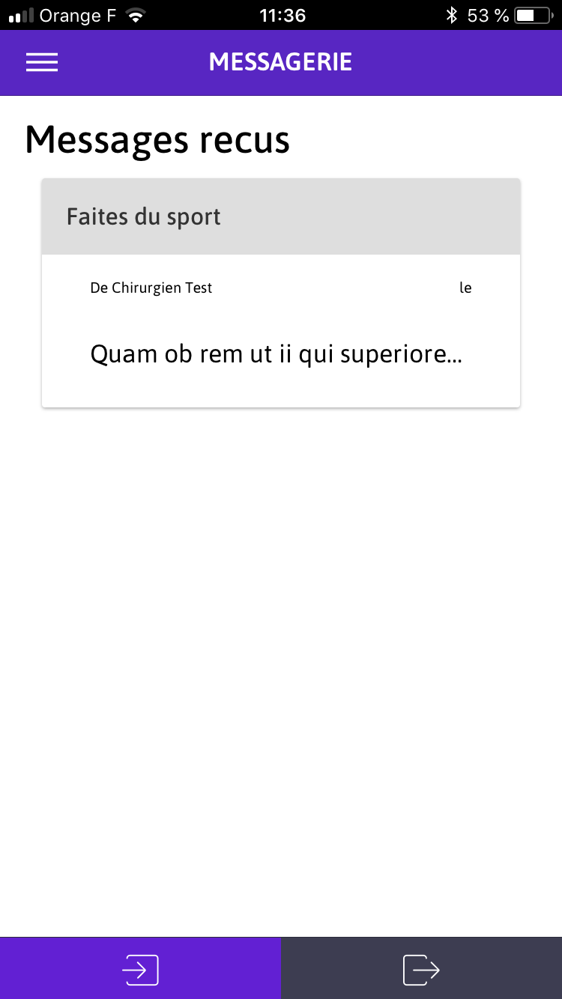 Orange F 11:36 53 %
MESSAGERIE
Messages recus
Faites du sport
De Chirurgien Test le
Quam ob rem ut ii qui superiore...